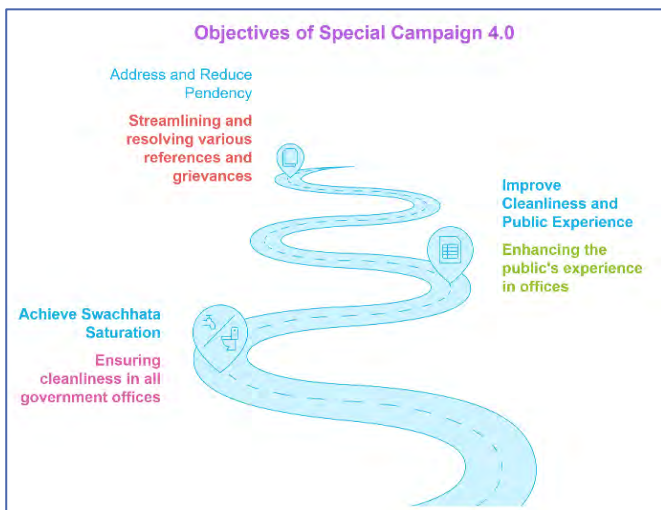 Objectives of Special Campaign 4.0
Address and Reduce
Pendency
Streamlining and
resolving various
references and
grievances
Improve
Cleanliness and
Public Experience
Enhancing the
public's experience
in offices
Achieve Swachhata
Saturation
Ensuring
cleanliness in all
government offices